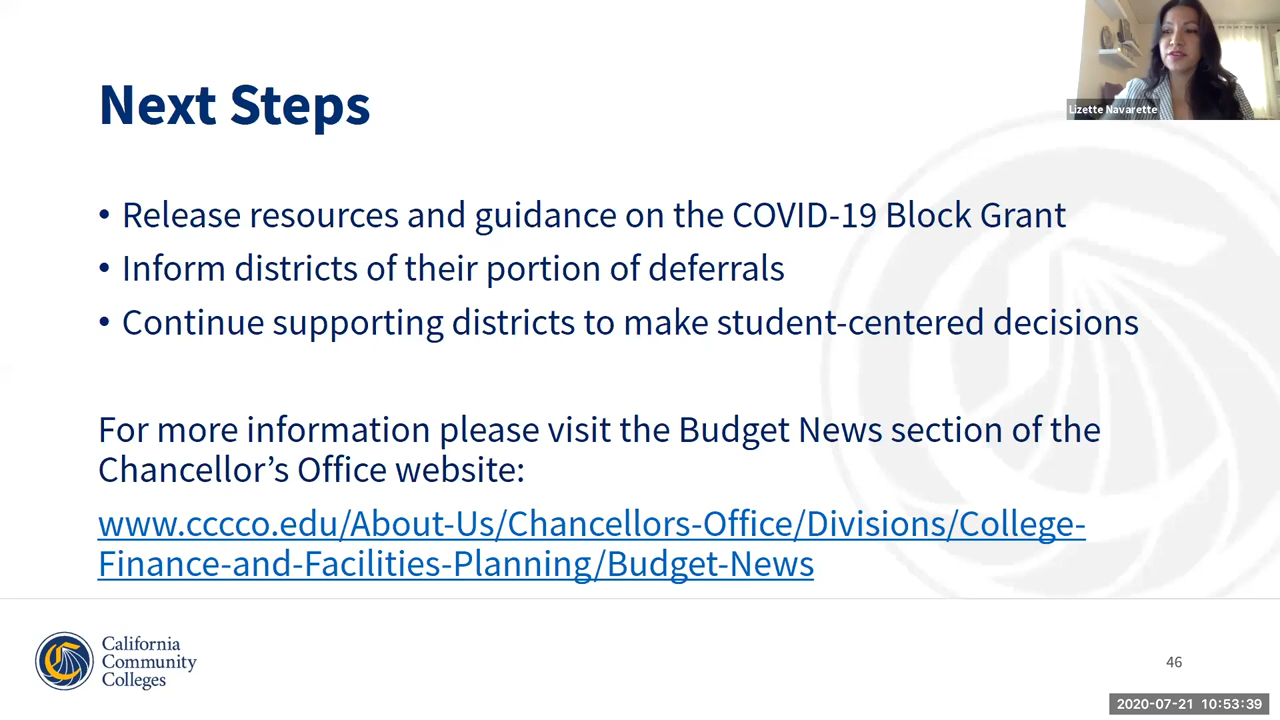 Lizette Navarette
Next Steps
• Release resources and guidance on the COVID-19 Block Grant
• Inform districts of their portion of deferrals
• Continue supporting districts to make student-centered decisions
For more information please visit the Budget News section of the
Chancellor’s Office website:
www.cccco.edu/About-Us/Chancellors-Office/Divisions/College-
Finance-and-Facilities-Planning/Budget-News
California
Community
Colleges
46
2020-07-21 10:53:39